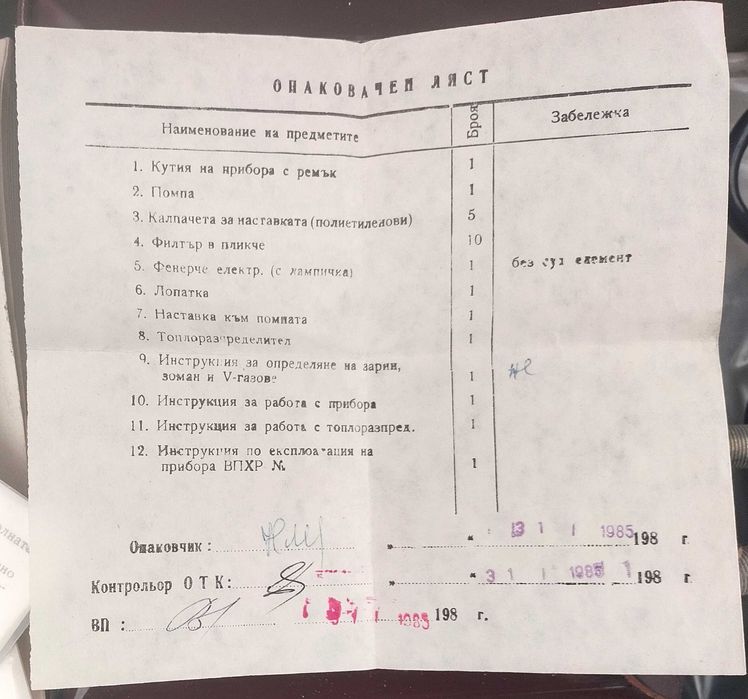 ОПАКОВАЧЕН ЛИСТ
Наименование на предметите Броя Забележка
1. Кутия на прибора с ремък 1
2. Помпа 1
3. Калпачета за наставката (полиетиленови) 5
4. Филтър в пликче 10
5. Фенерче електр. (с лампичка) 1 без сух елемент
6. Лопатка 1
7. Наставка към помпата 1
8. Топлоразпределител 1
9. Инструкция за определяне на зарин,
зоман и V-газове 1
10. Инструкция за работа с прибора 1
11. Инструкция за работа с топлоразпред. 1
12. Инструкция по експлоатация на
прибора ВПХР № 1
Опаковчик: „ “ 31 I 1985 198 г.
Контрольор ОТК: „ “ 31 I 1985 198 г.
ВП: 31 I 1985 198 г.